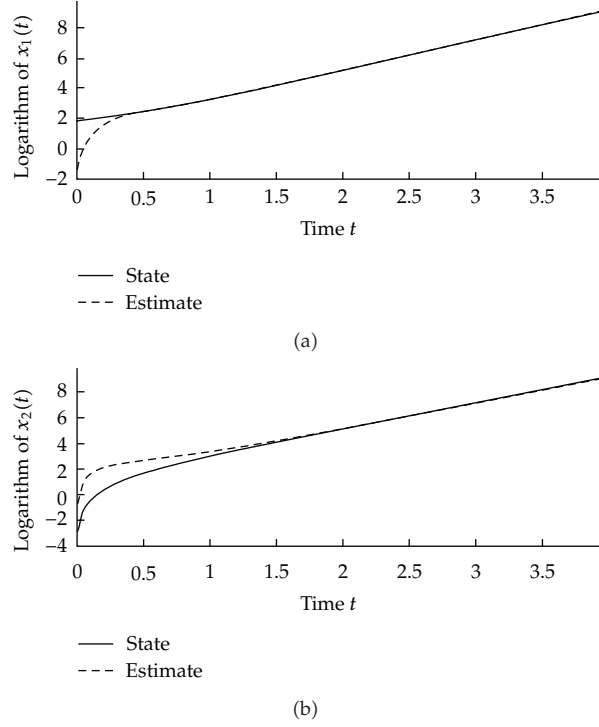 Logarithm of x₁(t)
8
6
4
2
0
−2
0 0.5 1 1.5 2 2.5 3 3.5
Time t
State
Estimate
(a)
Logarithm of x₂(t)
8
6
4
2
0
−2
−4
0 0.5 1 1.5 2 2.5 3 3.5
Time t
State
Estimate
(b)